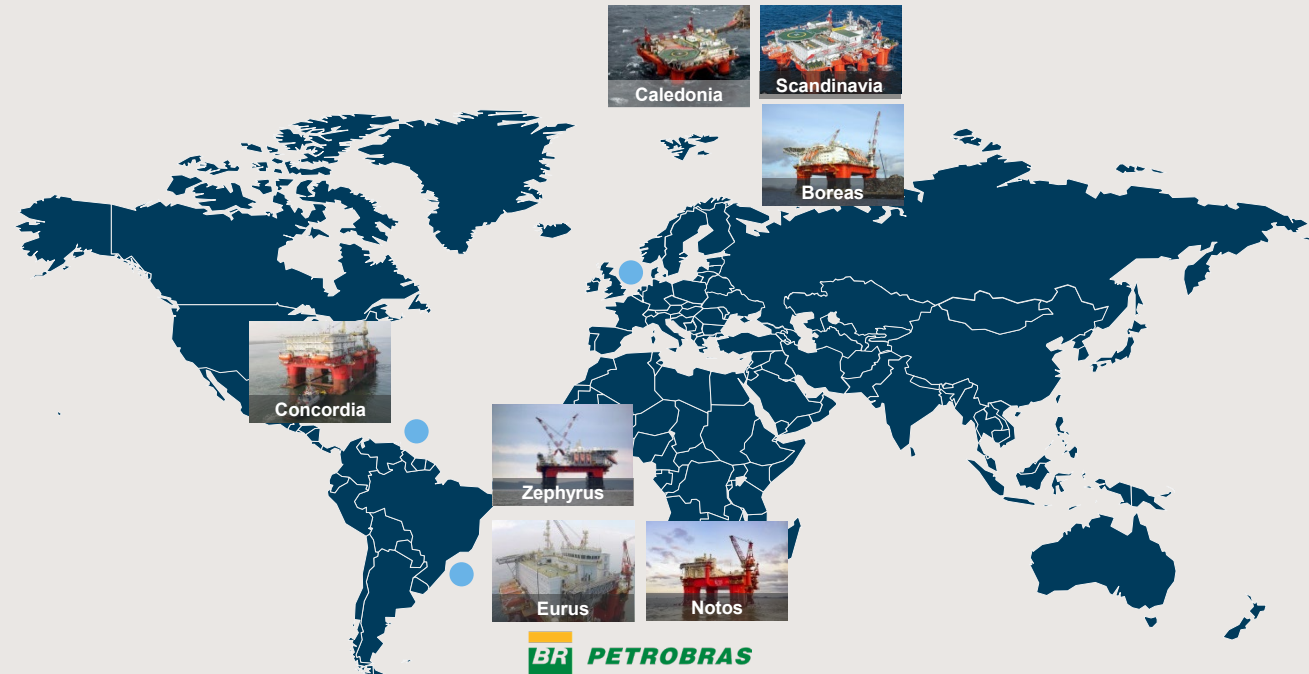 Caledonia
Scandinavia
Boreas
Concordia
Zephyrus
Eurus
Notos
BR PETROBRAS